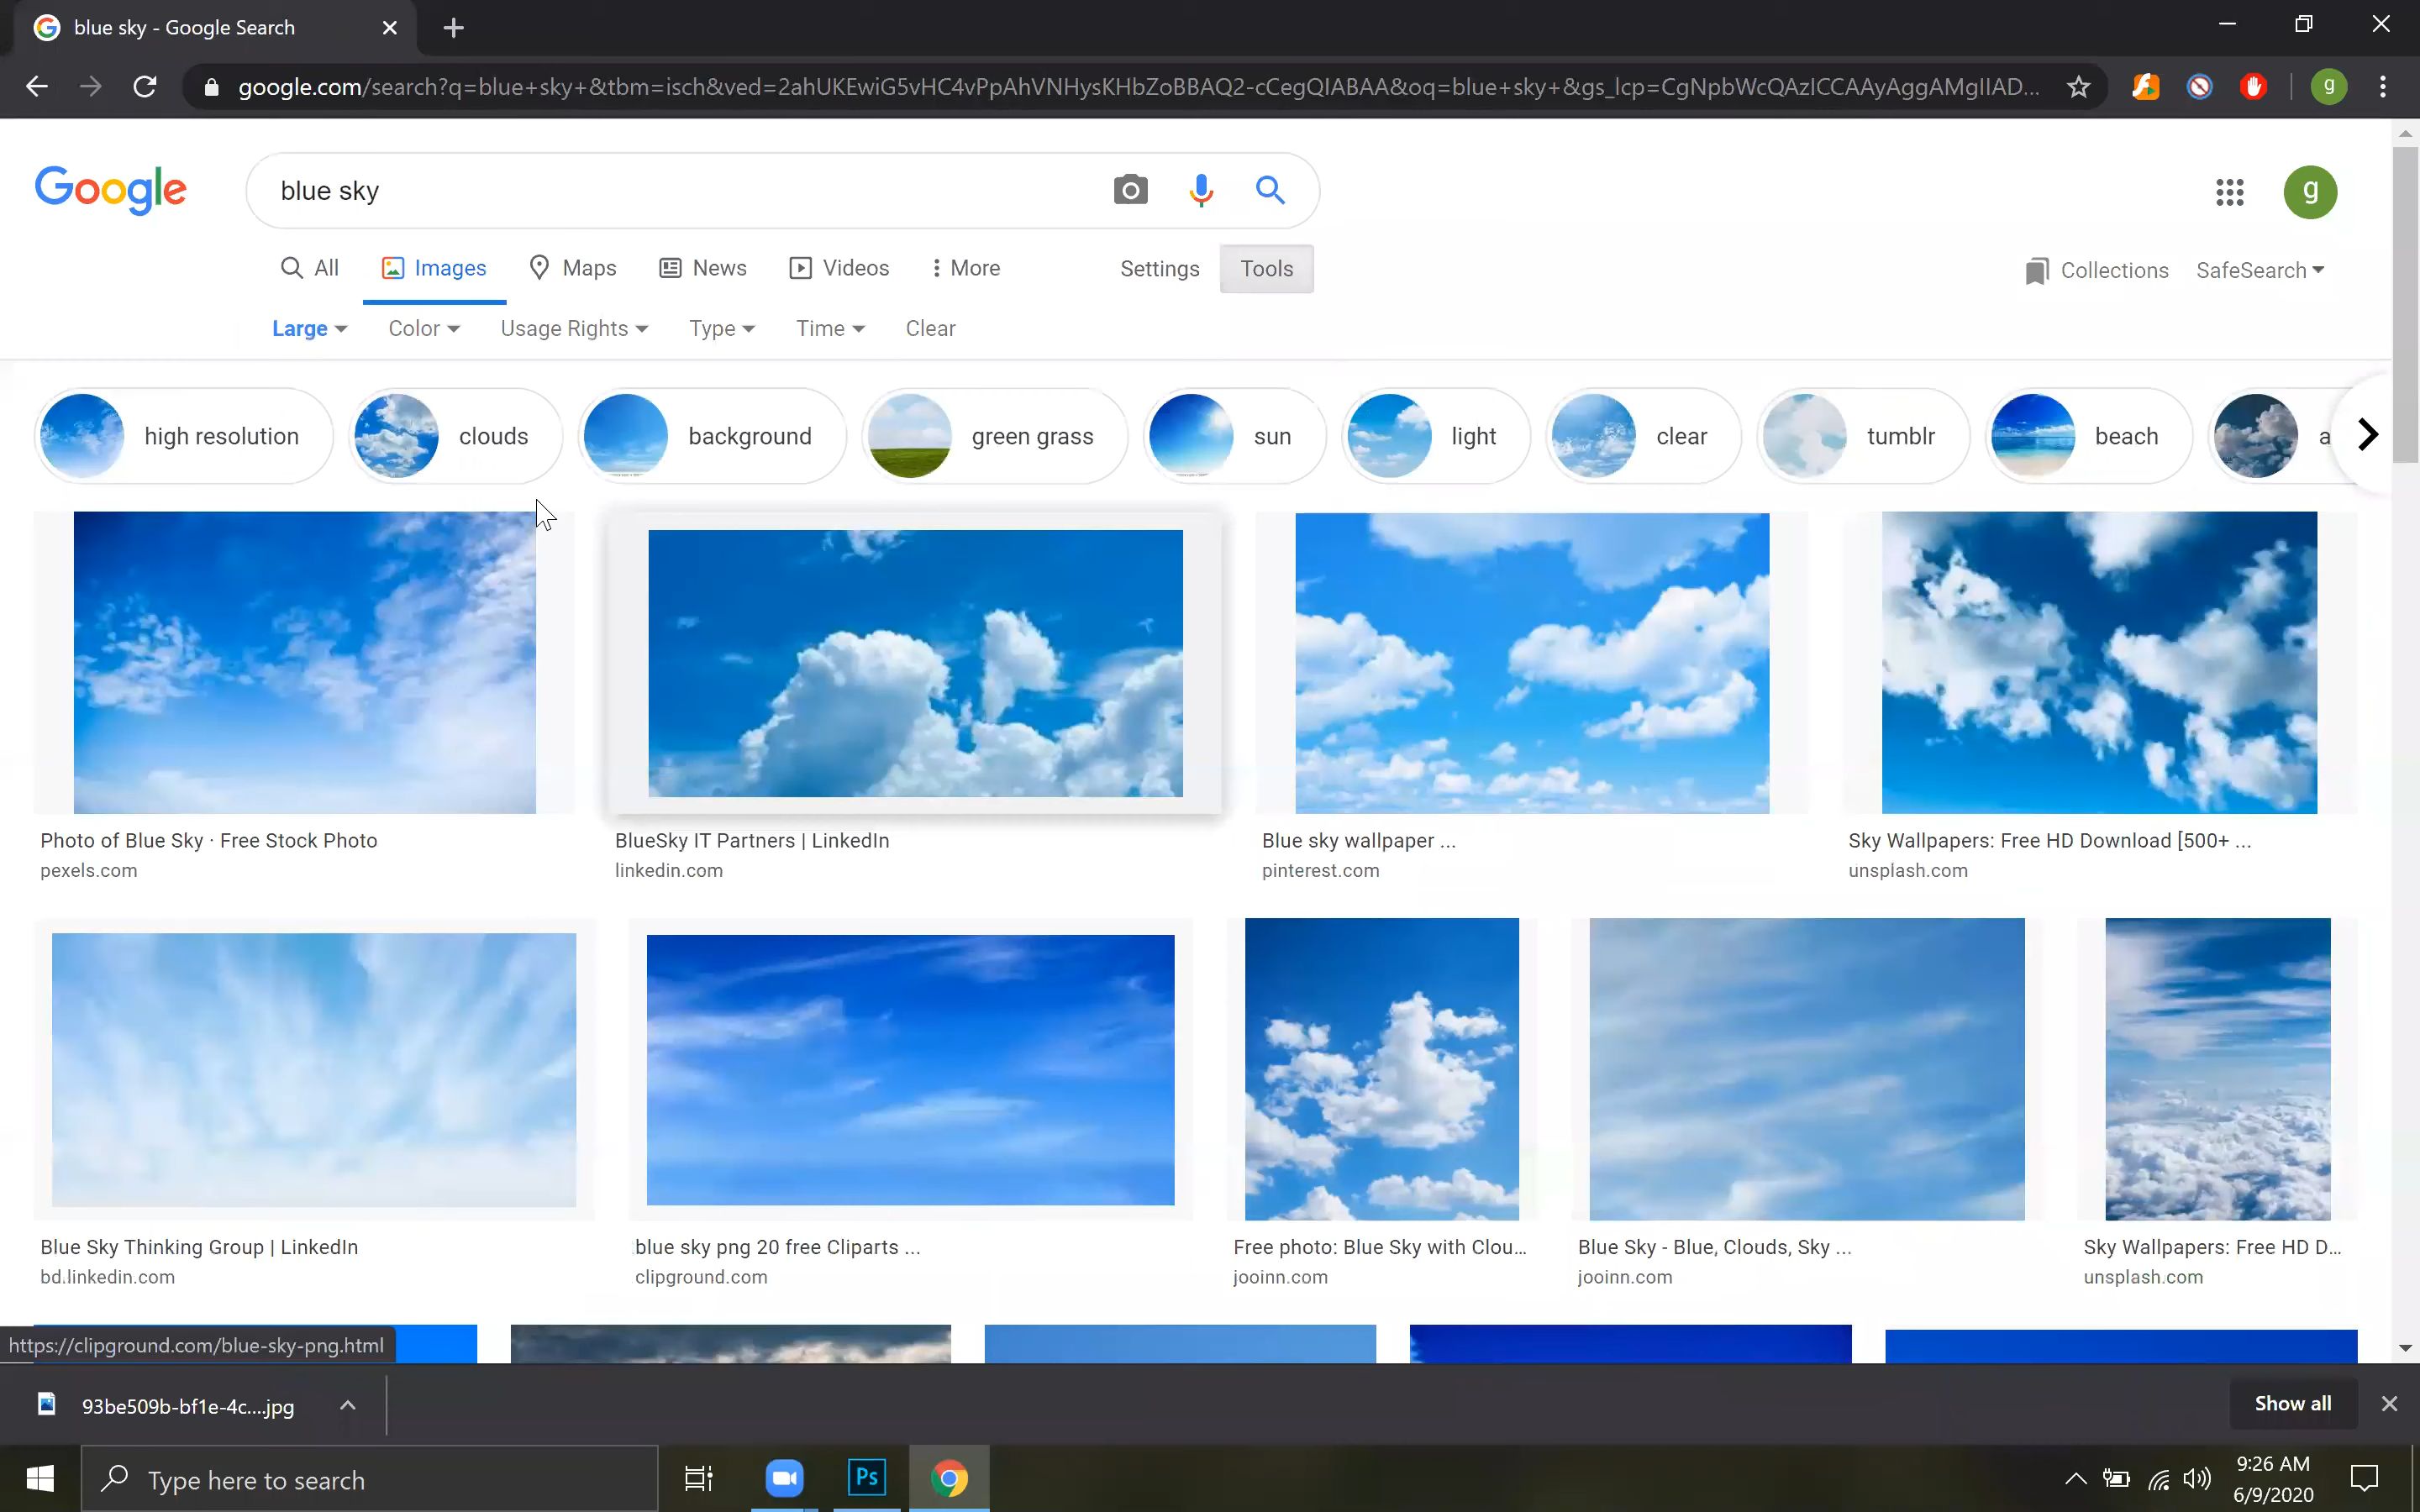 blue sky - Google Search
google.com/search?q=blue+sky+&tbm=isch&ved=2ahUKEwiG5vHC4vPpAhVNHysKHbZoBBAQ2-cCegQIABAA&oq=blue+sky+&gs_lcp=CgNpbWcQAzICCAAyAggAMgIIAD...
g
Google
blue sky
g
All Images Maps News Videos More Settings Tools
Collections SafeSearch
Large Color Usage Rights Type Time Clear
high resolution clouds background green grass sun light clear tumblr beach a
Photo of Blue Sky · Free Stock Photo
pexels.com
BlueSky IT Partners | LinkedIn
linkedin.com
Blue sky wallpaper ...
pinterest.com
Sky Wallpapers: Free HD Download [500+ ...
unsplash.com
Blue Sky Thinking Group | LinkedIn
bd.linkedin.com
blue sky png 20 free Cliparts ...
clipground.com
Free photo: Blue Sky with Clou...
jooinn.com
Blue Sky - Blue, Clouds, Sky ...
jooinn.com
Sky Wallpapers: Free HD D...
unsplash.com
https://clipground.com/blue-sky-png.html
93be509b-bf1e-4c....jpg
Show all
Type here to search
Ps
9:26 AM
6/9/2020